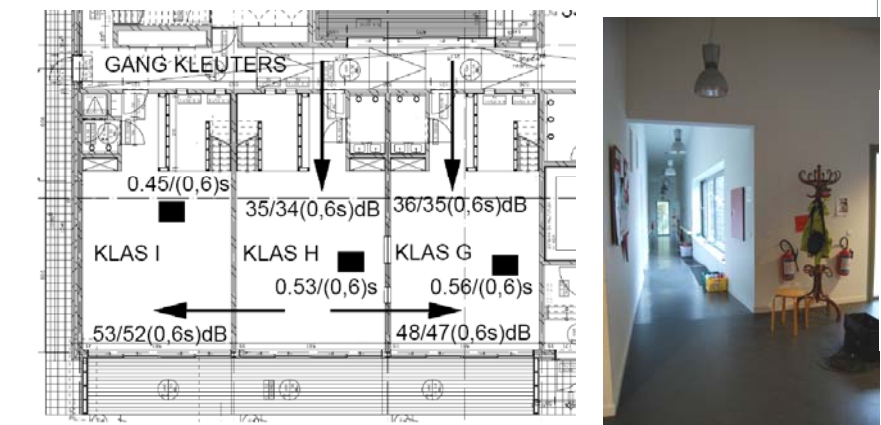 GANG KLEUTERS
0.45/(0,6)s
35/34(0,6s)dB
36/35(0,6s)dB
KLAS I
KLAS H
KLAS G
0.53/(0,6)s
0.56/(0,6)s
53/52(0,6s)dB
48/47(0,6s)dB